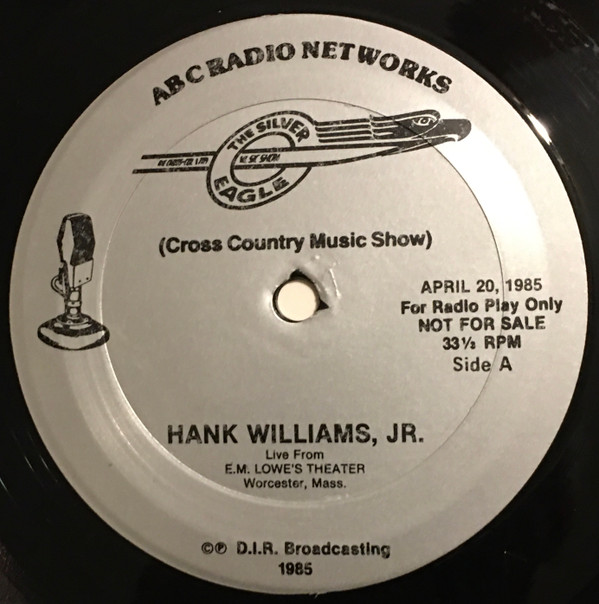 ABC RADIO NETWORKS
THE SILVER
EAGLE
(Cross Country Music Show)
APRIL 20, 1985
For Radio Play Only
NOT FOR SALE
33⅓ RPM
Side A
HANK WILLIAMS, JR.
Live From
E.M. LOWE'S THEATER
Worcester, Mass.
©℗ D.I.R. Broadcasting
1985